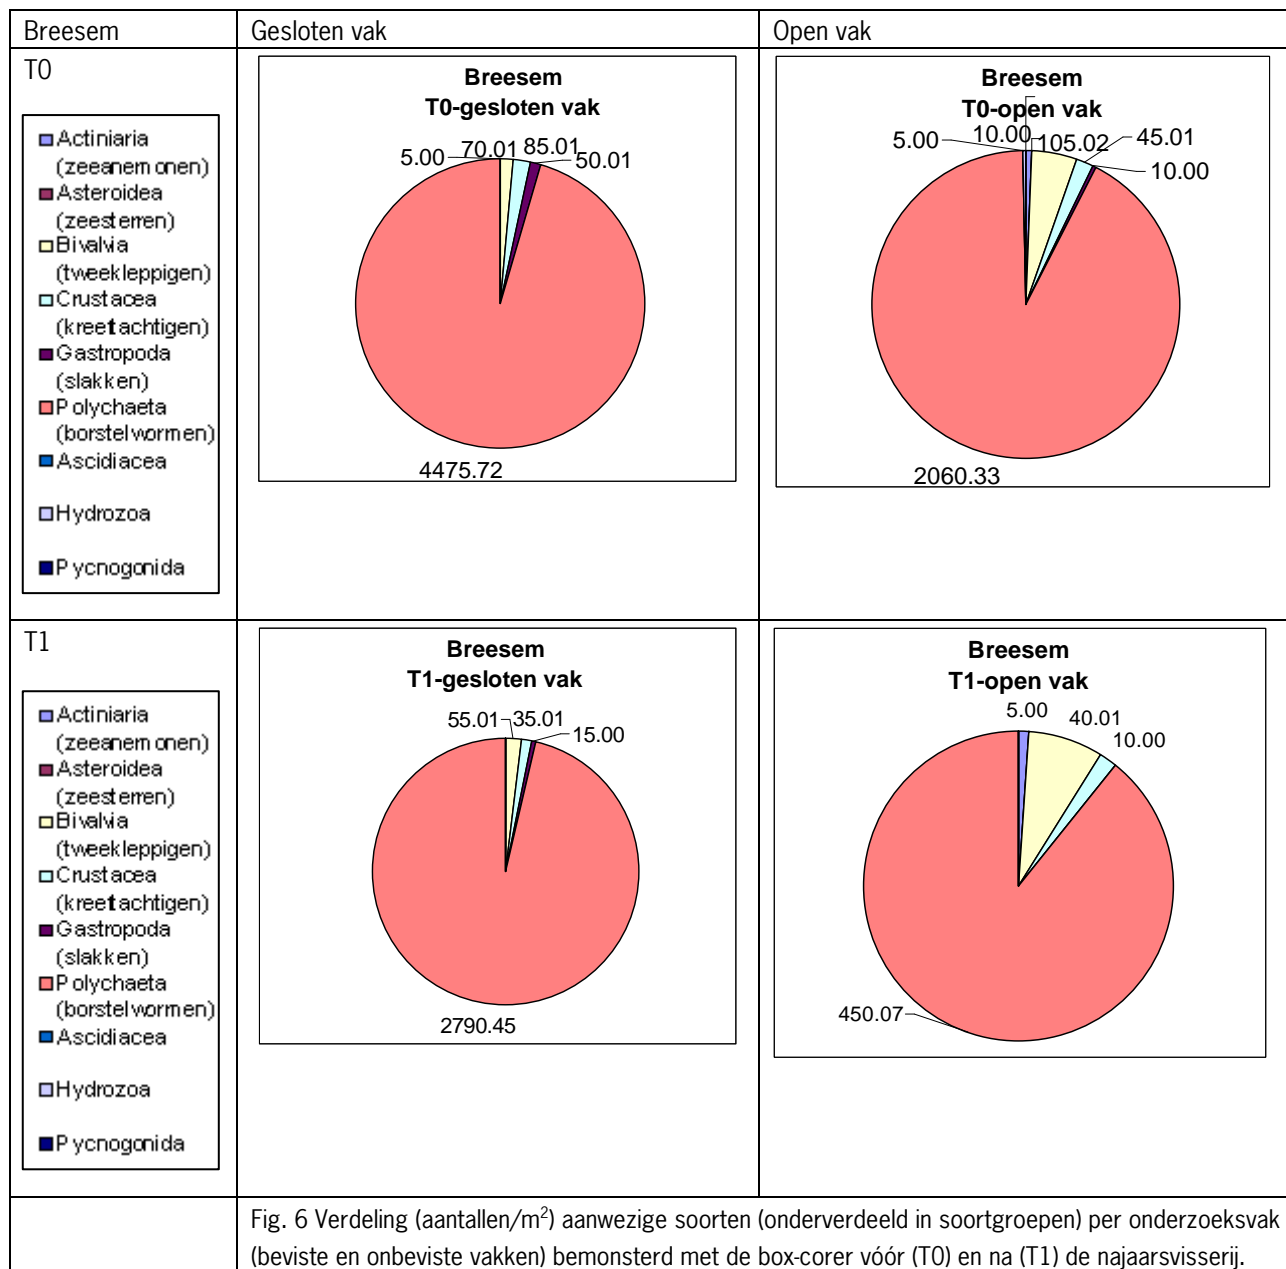 Breesem
Gesloten vak
Open vak
T0
Actiniaria
(zeeanemonen)
Asteroidea
(zeesterren)
Bivalvia
(tweekleppigen)
Crustacea
(kreeftachtigen)
Gastropoda
(slakken)
Polychaeta
(borstelwormen)
Ascidiacea
Hydrozoa
Pycnogonida
Breesem
T0-gesloten vak
5.00
70.01
85.01
50.01
4475.72
Breesem
T0-open vak
5.00
10.00
105.02
45.01
10.00
2060.33
T1
Actiniaria
(zeeanemonen)
Asteroidea
(zeesterren)
Bivalvia
(tweekleppigen)
Crustacea
(kreeftachtigen)
Gastropoda
(slakken)
Polychaeta
(borstelwormen)
Ascidiacea
Hydrozoa
Pycnogonida
Breesem
T1-gesloten vak
55.01
35.01
15.00
2790.45
Breesem
T1-open vak
5.00
40.01
10.00
450.07
Fig. 6 Verdeling (aantallen/m²) aanwezige soorten (onderverdeeld in soortgroepen) per onderzoeksvak
(beviste en onbeviste vakken) bemonsterd met de box-corer vóór (T0) en na (T1) de najaarsvisserij.